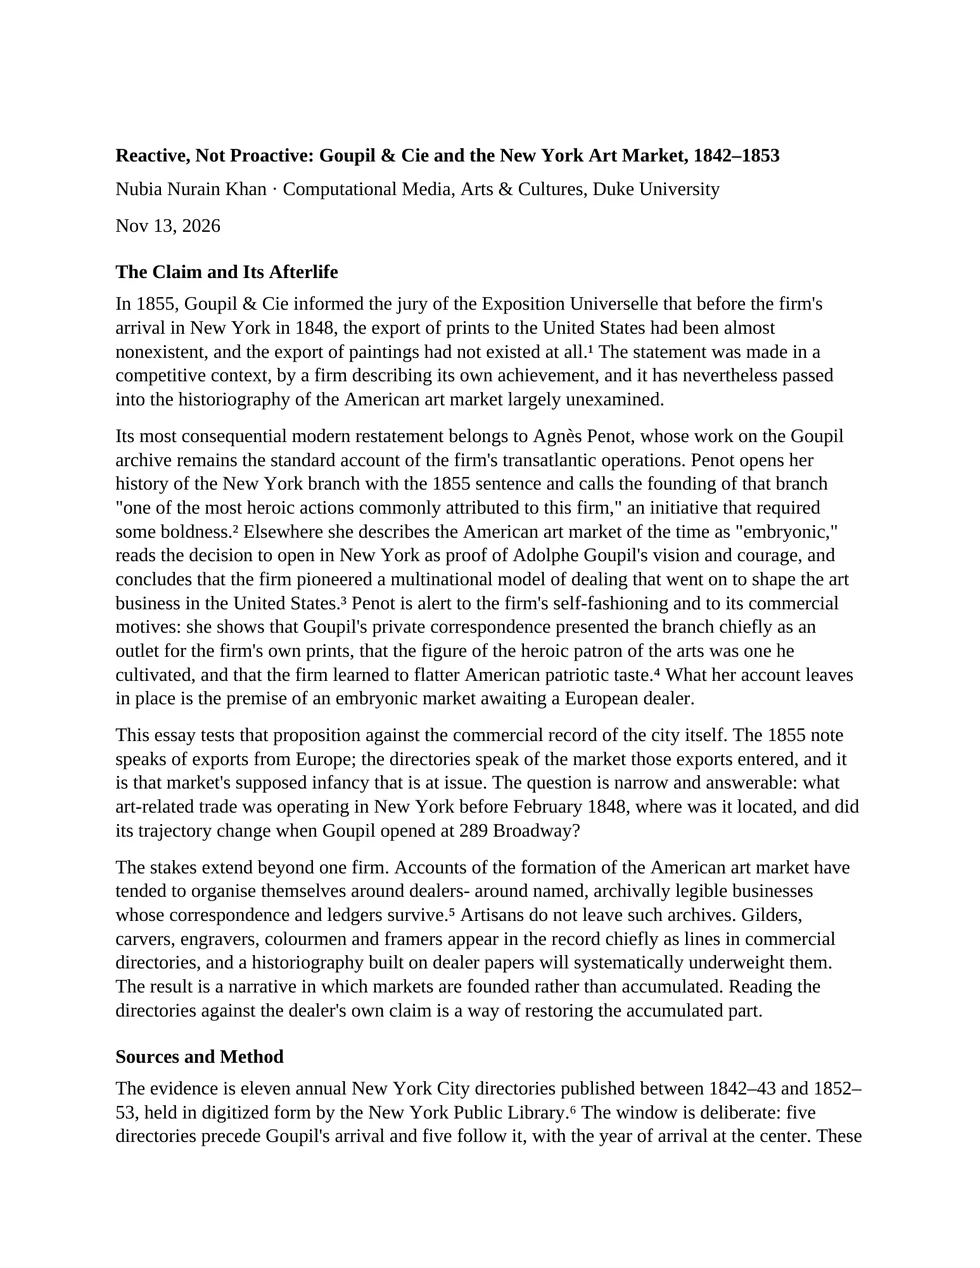 Reactive, Not Proactive: Goupil & Cie and the New York Art Market, 1842–1853
Nubia Nurain Khan · Computational Media, Arts & Cultures, Duke University
Nov 13, 2026
The Claim and Its Afterlife
In 1855, Goupil & Cie informed the jury of the Exposition Universelle that before the firm's
arrival in New York in 1848, the export of prints to the United States had been almost
nonexistent, and the export of paintings had not existed at all.¹ The statement was made in a
competitive context, by a firm describing its own achievement, and it has nevertheless passed
into the historiography of the American art market largely unexamined.
Its most consequential modern restatement belongs to Agnès Penot, whose work on the Goupil
archive remains the standard account of the firm's transatlantic operations. Penot opens her
history of the New York branch with the 1855 sentence and calls the founding of that branch
"one of the most heroic actions commonly attributed to this firm," an initiative that required
some boldness.² Elsewhere she describes the American art market of the time as "embryonic,"
reads the decision to open in New York as proof of Adolphe Goupil's vision and courage, and
concludes that the firm pioneered a multinational model of dealing that went on to shape the art
business in the United States.³ Penot is alert to the firm's self-fashioning and to its commercial
motives: she shows that Goupil's private correspondence presented the branch chiefly as an
outlet for the firm's own prints, that the figure of the heroic patron of the arts was one he
cultivated, and that the firm learned to flatter American patriotic taste.⁴ What her account leaves
in place is the premise of an embryonic market awaiting a European dealer.
This essay tests that proposition against the commercial record of the city itself. The 1855 note
speaks of exports from Europe; the directories speak of the market those exports entered, and it
is that market's supposed infancy that is at issue. The question is narrow and answerable: what
art-related trade was operating in New York before February 1848, where was it located, and did
its trajectory change when Goupil opened at 289 Broadway?
The stakes extend beyond one firm. Accounts of the formation of the American art market have
tended to organise themselves around dealers- around named, archivally legible businesses
whose correspondence and ledgers survive.⁵ Artisans do not leave such archives. Gilders,
carvers, engravers, colourmen and framers appear in the record chiefly as lines in commercial
directories, and a historiography built on dealer papers will systematically underweight them.
The result is a narrative in which markets are founded rather than accumulated. Reading the
directories against the dealer's own claim is a way of restoring the accumulated part.
Sources and Method
The evidence is eleven annual New York City directories published between 1842–43 and 1852–
53, held in digitized form by the New York Public Library.⁶ The window is deliberate: five
directories precede Goupil's arrival and five follow it, with the year of arrival at the center. These